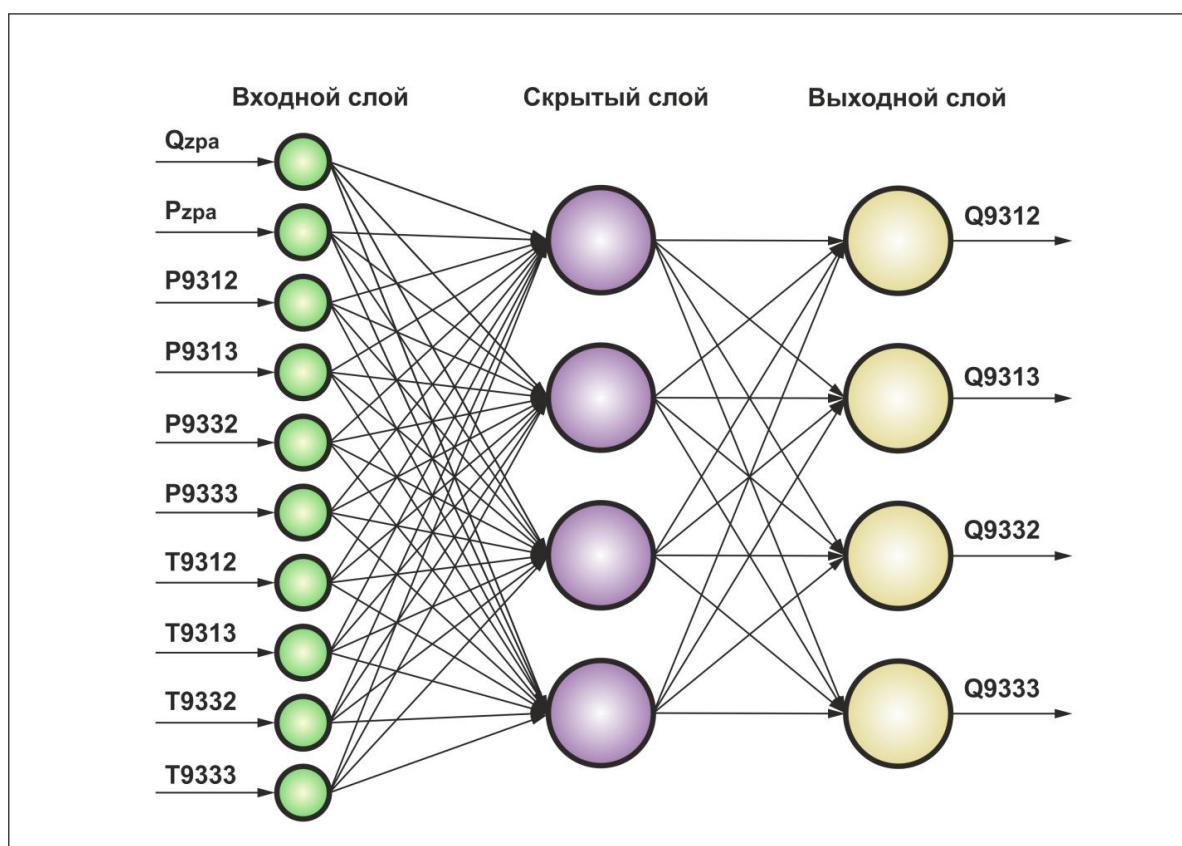 Входной слой
Скрытый слой
Выходной слой
Qzpa
Pzpa
P9312
P9313
P9332
P9333
T9312
T9313
T9332
T9333
Q9312
Q9313
Q9332
Q9333